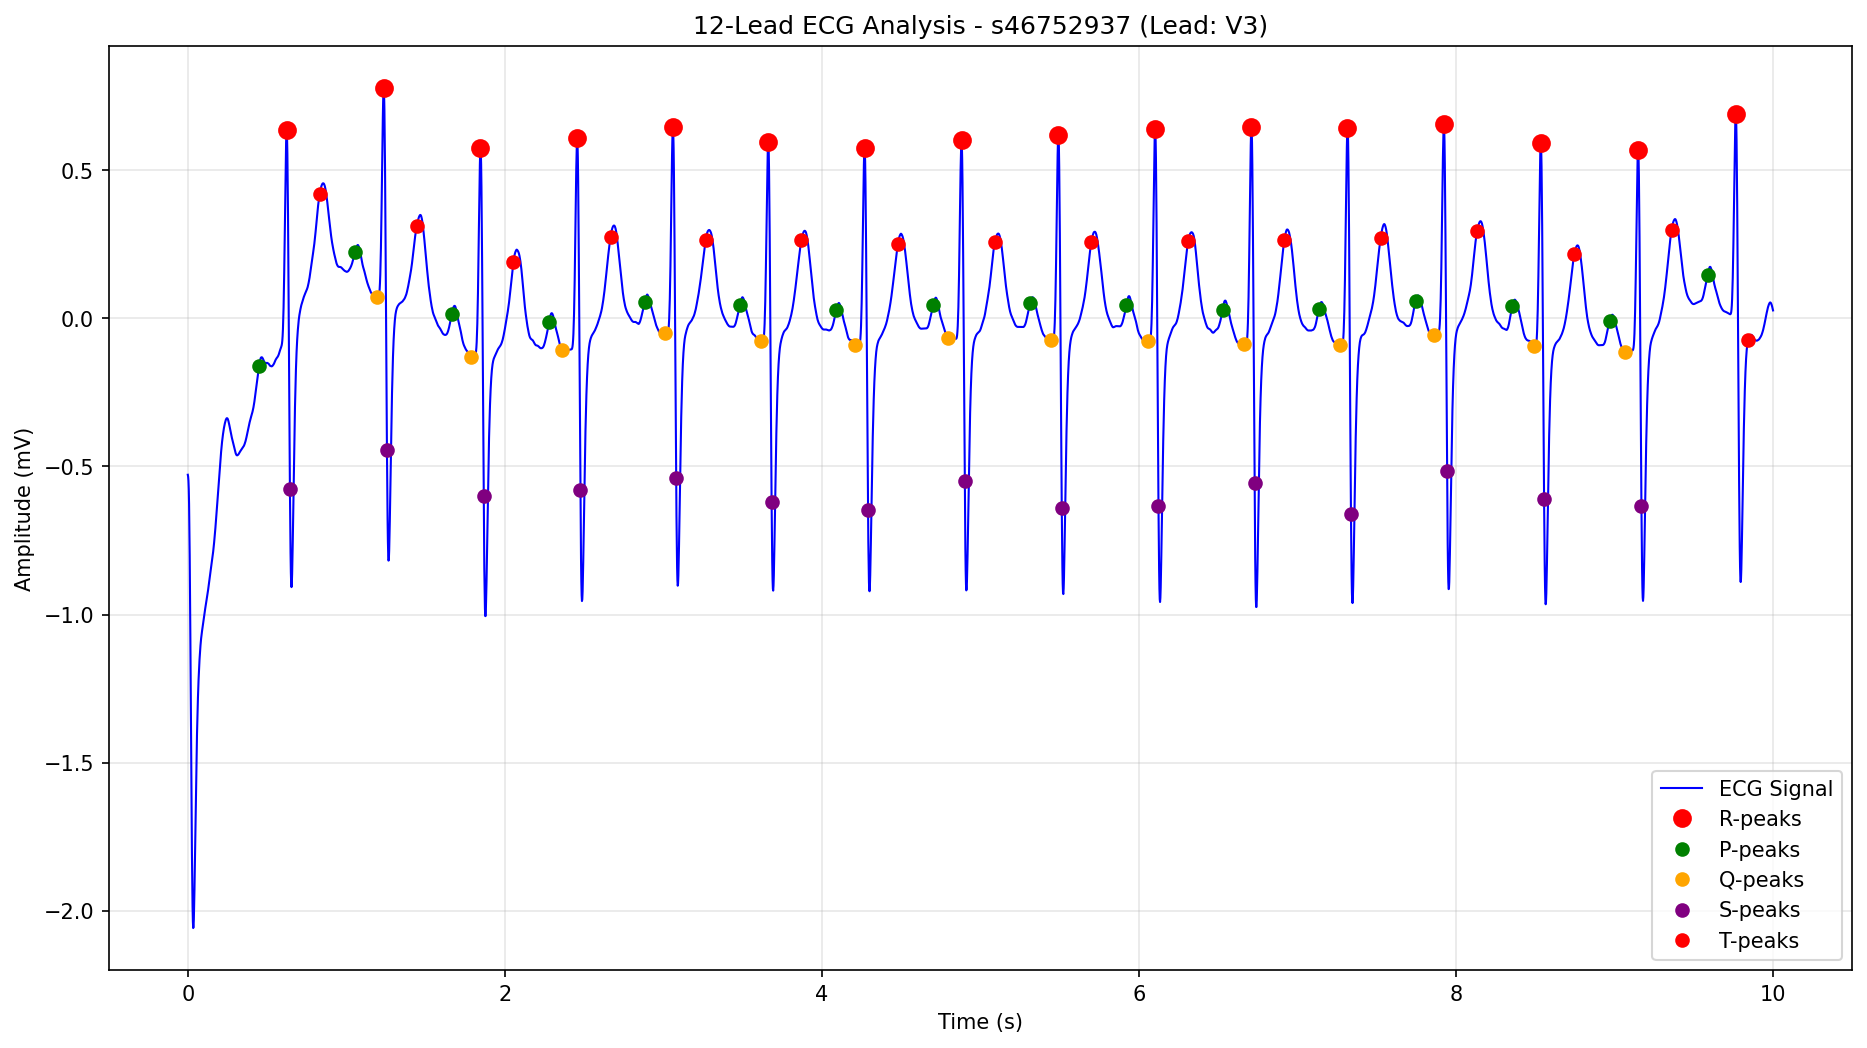 12-Lead ECG Analysis - s46752937 (Lead: V3)
Amplitude (mV)
0.5
0.0
−0.5
−1.0
−1.5
−2.0
0
2
4
6
8
10
Time (s)
ECG Signal
R-peaks
P-peaks
Q-peaks
S-peaks
T-peaks